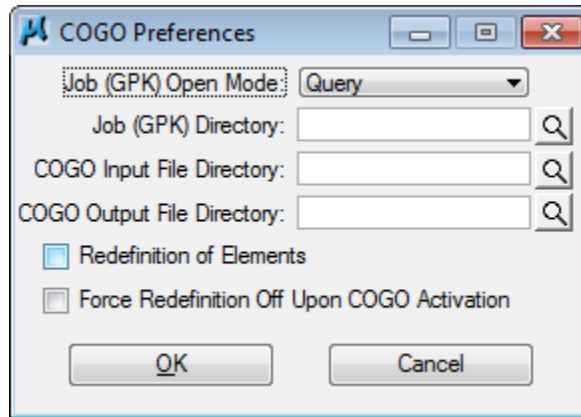 COGO Preferences
Job (GPK) Open Mode: Query
Job (GPK) Directory:
COGO Input File Directory:
COGO Output File Directory:
Redefinition of Elements
Force Redefinition Off Upon COGO Activation
OK Cancel